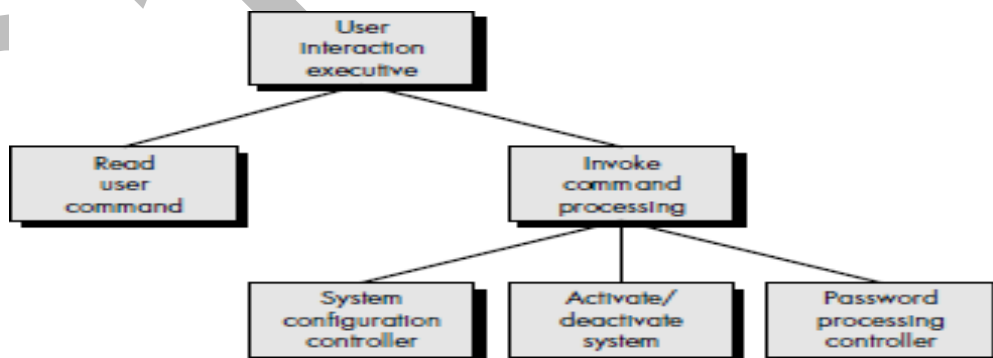 User
interaction
executive
Read
user
command
Invoke
command
processing
System
configuration
controller
Activate/
deactivate
system
Password
processing
controller